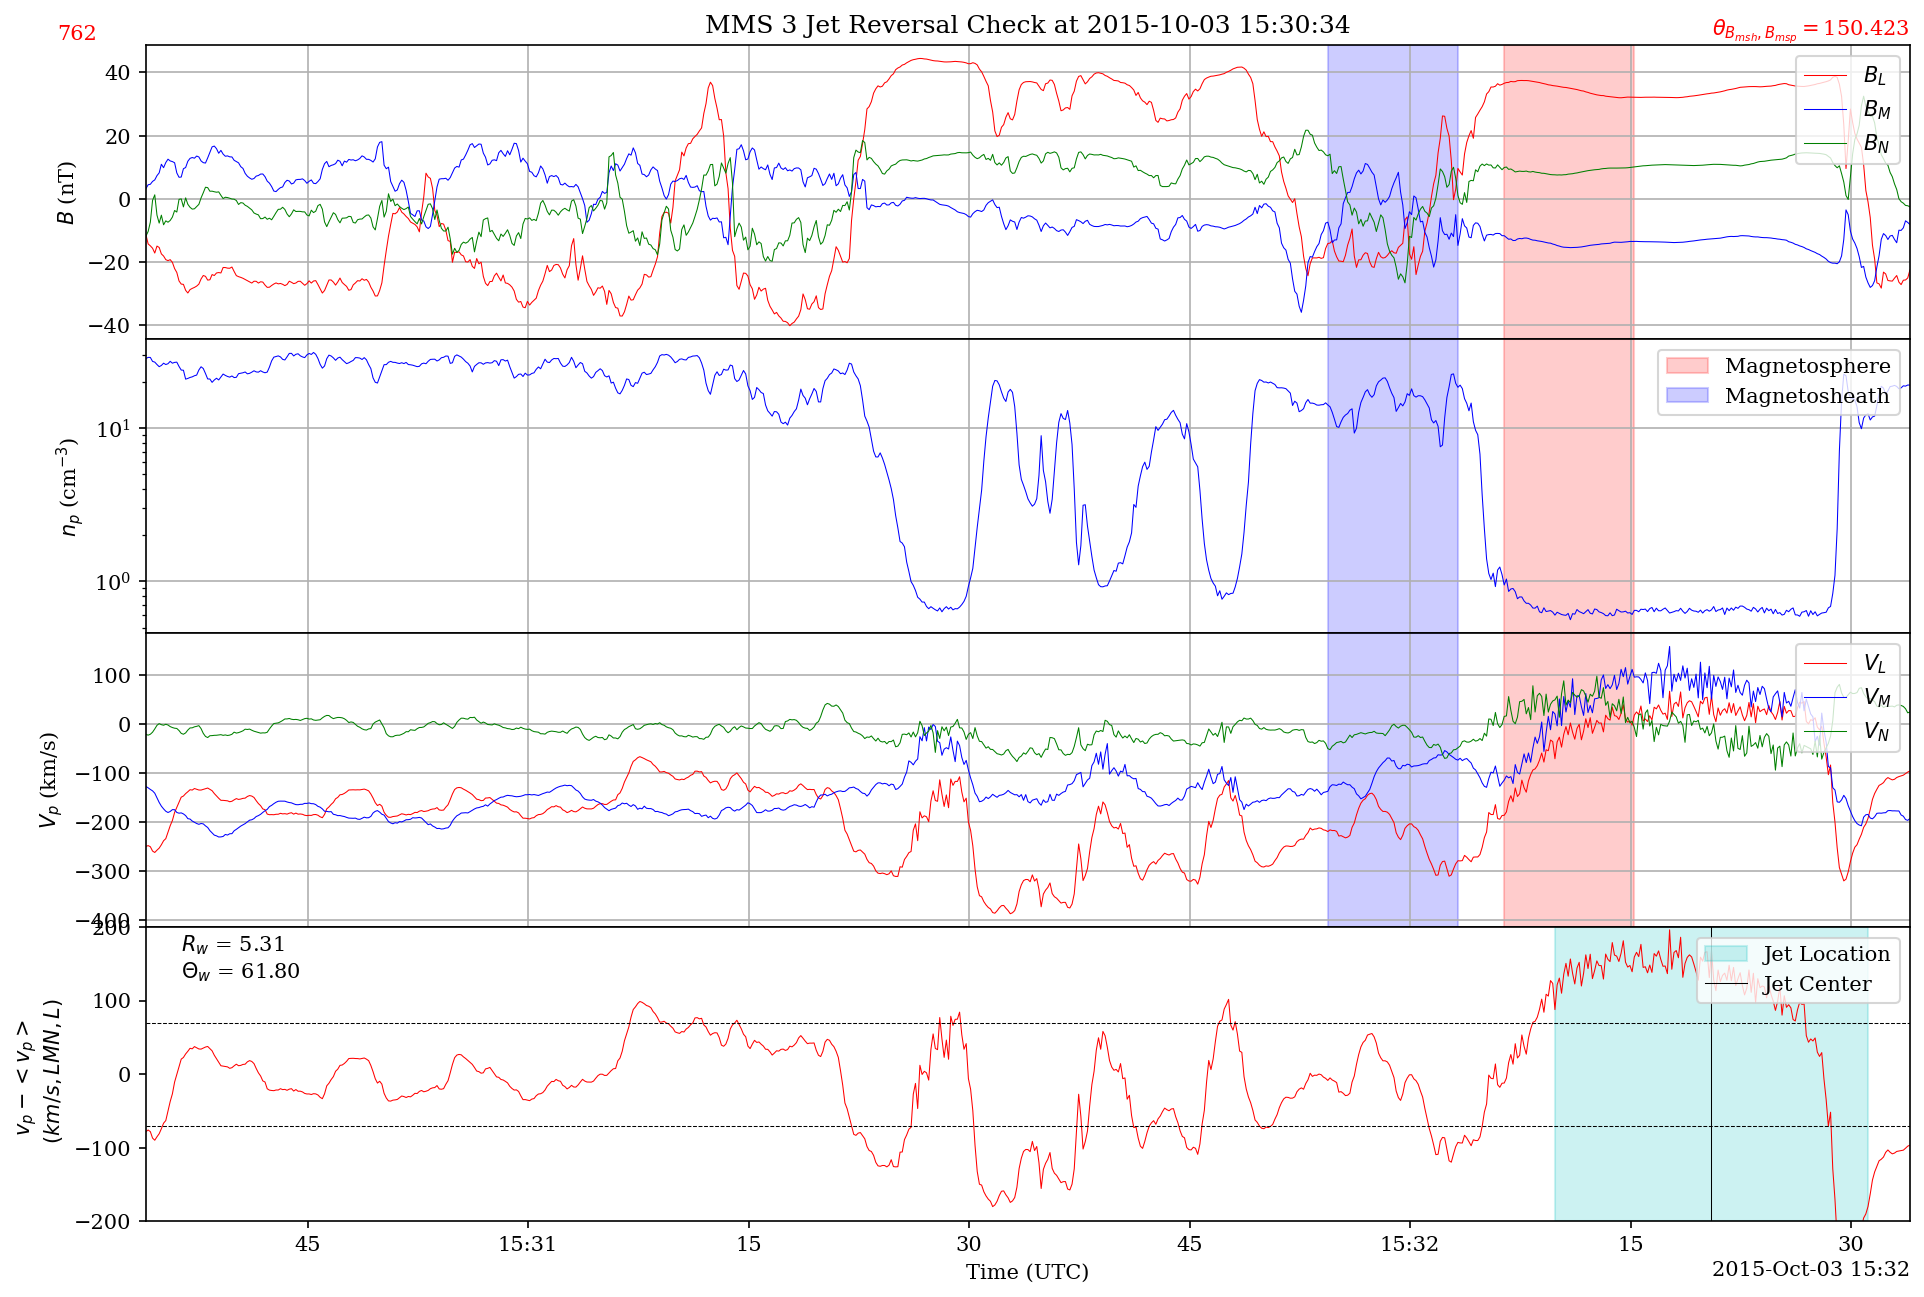 MMS 3 Jet Reversal Check at 2015-10-03 15:30:34
762
θ_{B_{msh}, B_{msp}} = 150.423
40
20
0
−20
−40
B (nT)
B_L
B_M
B_N
10^1
10^0
n_p (cm^{−3})
Magnetosphere
Magnetosheath
100
0
−100
−200
−300
−400
V_p (km/s)
V_L
V_M
V_N
200
100
0
−100
−200
v_p − < v_p >
(km/s, LMN, L)
R_w = 5.31
Θ_w = 61.80
Jet Location
Jet Center
45
15:31
15
30
45
15:32
15
30
Time (UTC)
2015-Oct-03 15:32